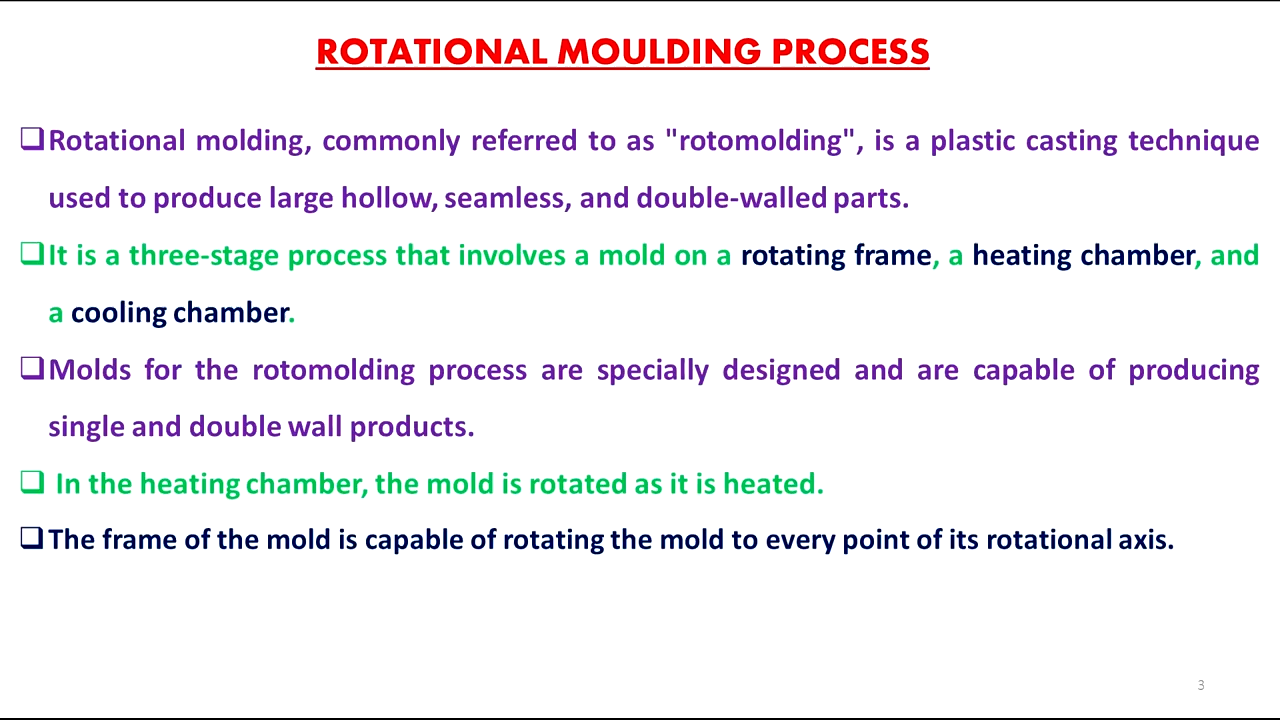 ROTATIONAL MOULDING PROCESS
❑Rotational molding, commonly referred to as "rotomolding", is a plastic casting technique
used to produce large hollow, seamless, and double-walled parts.
❑It is a three-stage process that involves a mold on a rotating frame, a heating chamber, and
a cooling chamber.
❑Molds for the rotomolding process are specially designed and are capable of producing
single and double wall products.
❑ In the heating chamber, the mold is rotated as it is heated.
❑The frame of the mold is capable of rotating the mold to every point of its rotational axis.
3